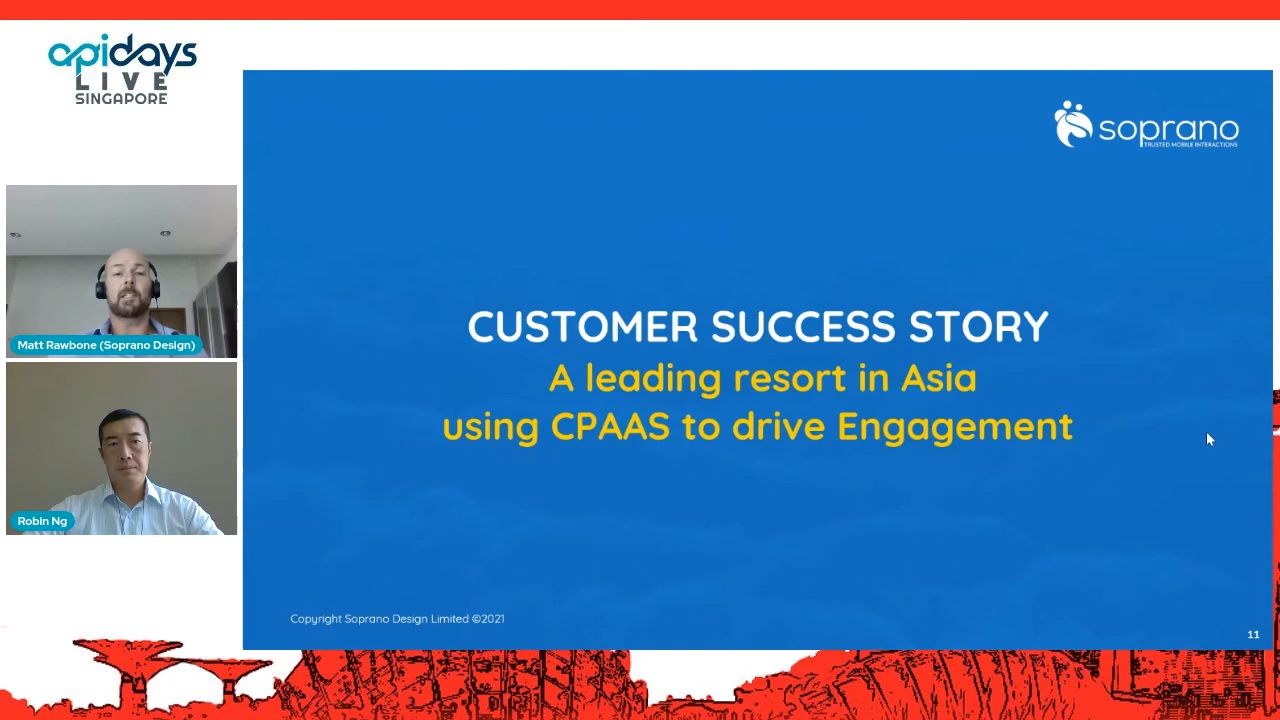 apidays
LIVE
SINGAPORE
soprano
TRUSTED MOBILE INTERACTIONS
Matt Rawbone (Soprano Design)
Robin Ng
CUSTOMER SUCCESS STORY
A leading resort in Asia
using CPAAS to drive Engagement
Copyright Soprano Design Limited ©2021
11